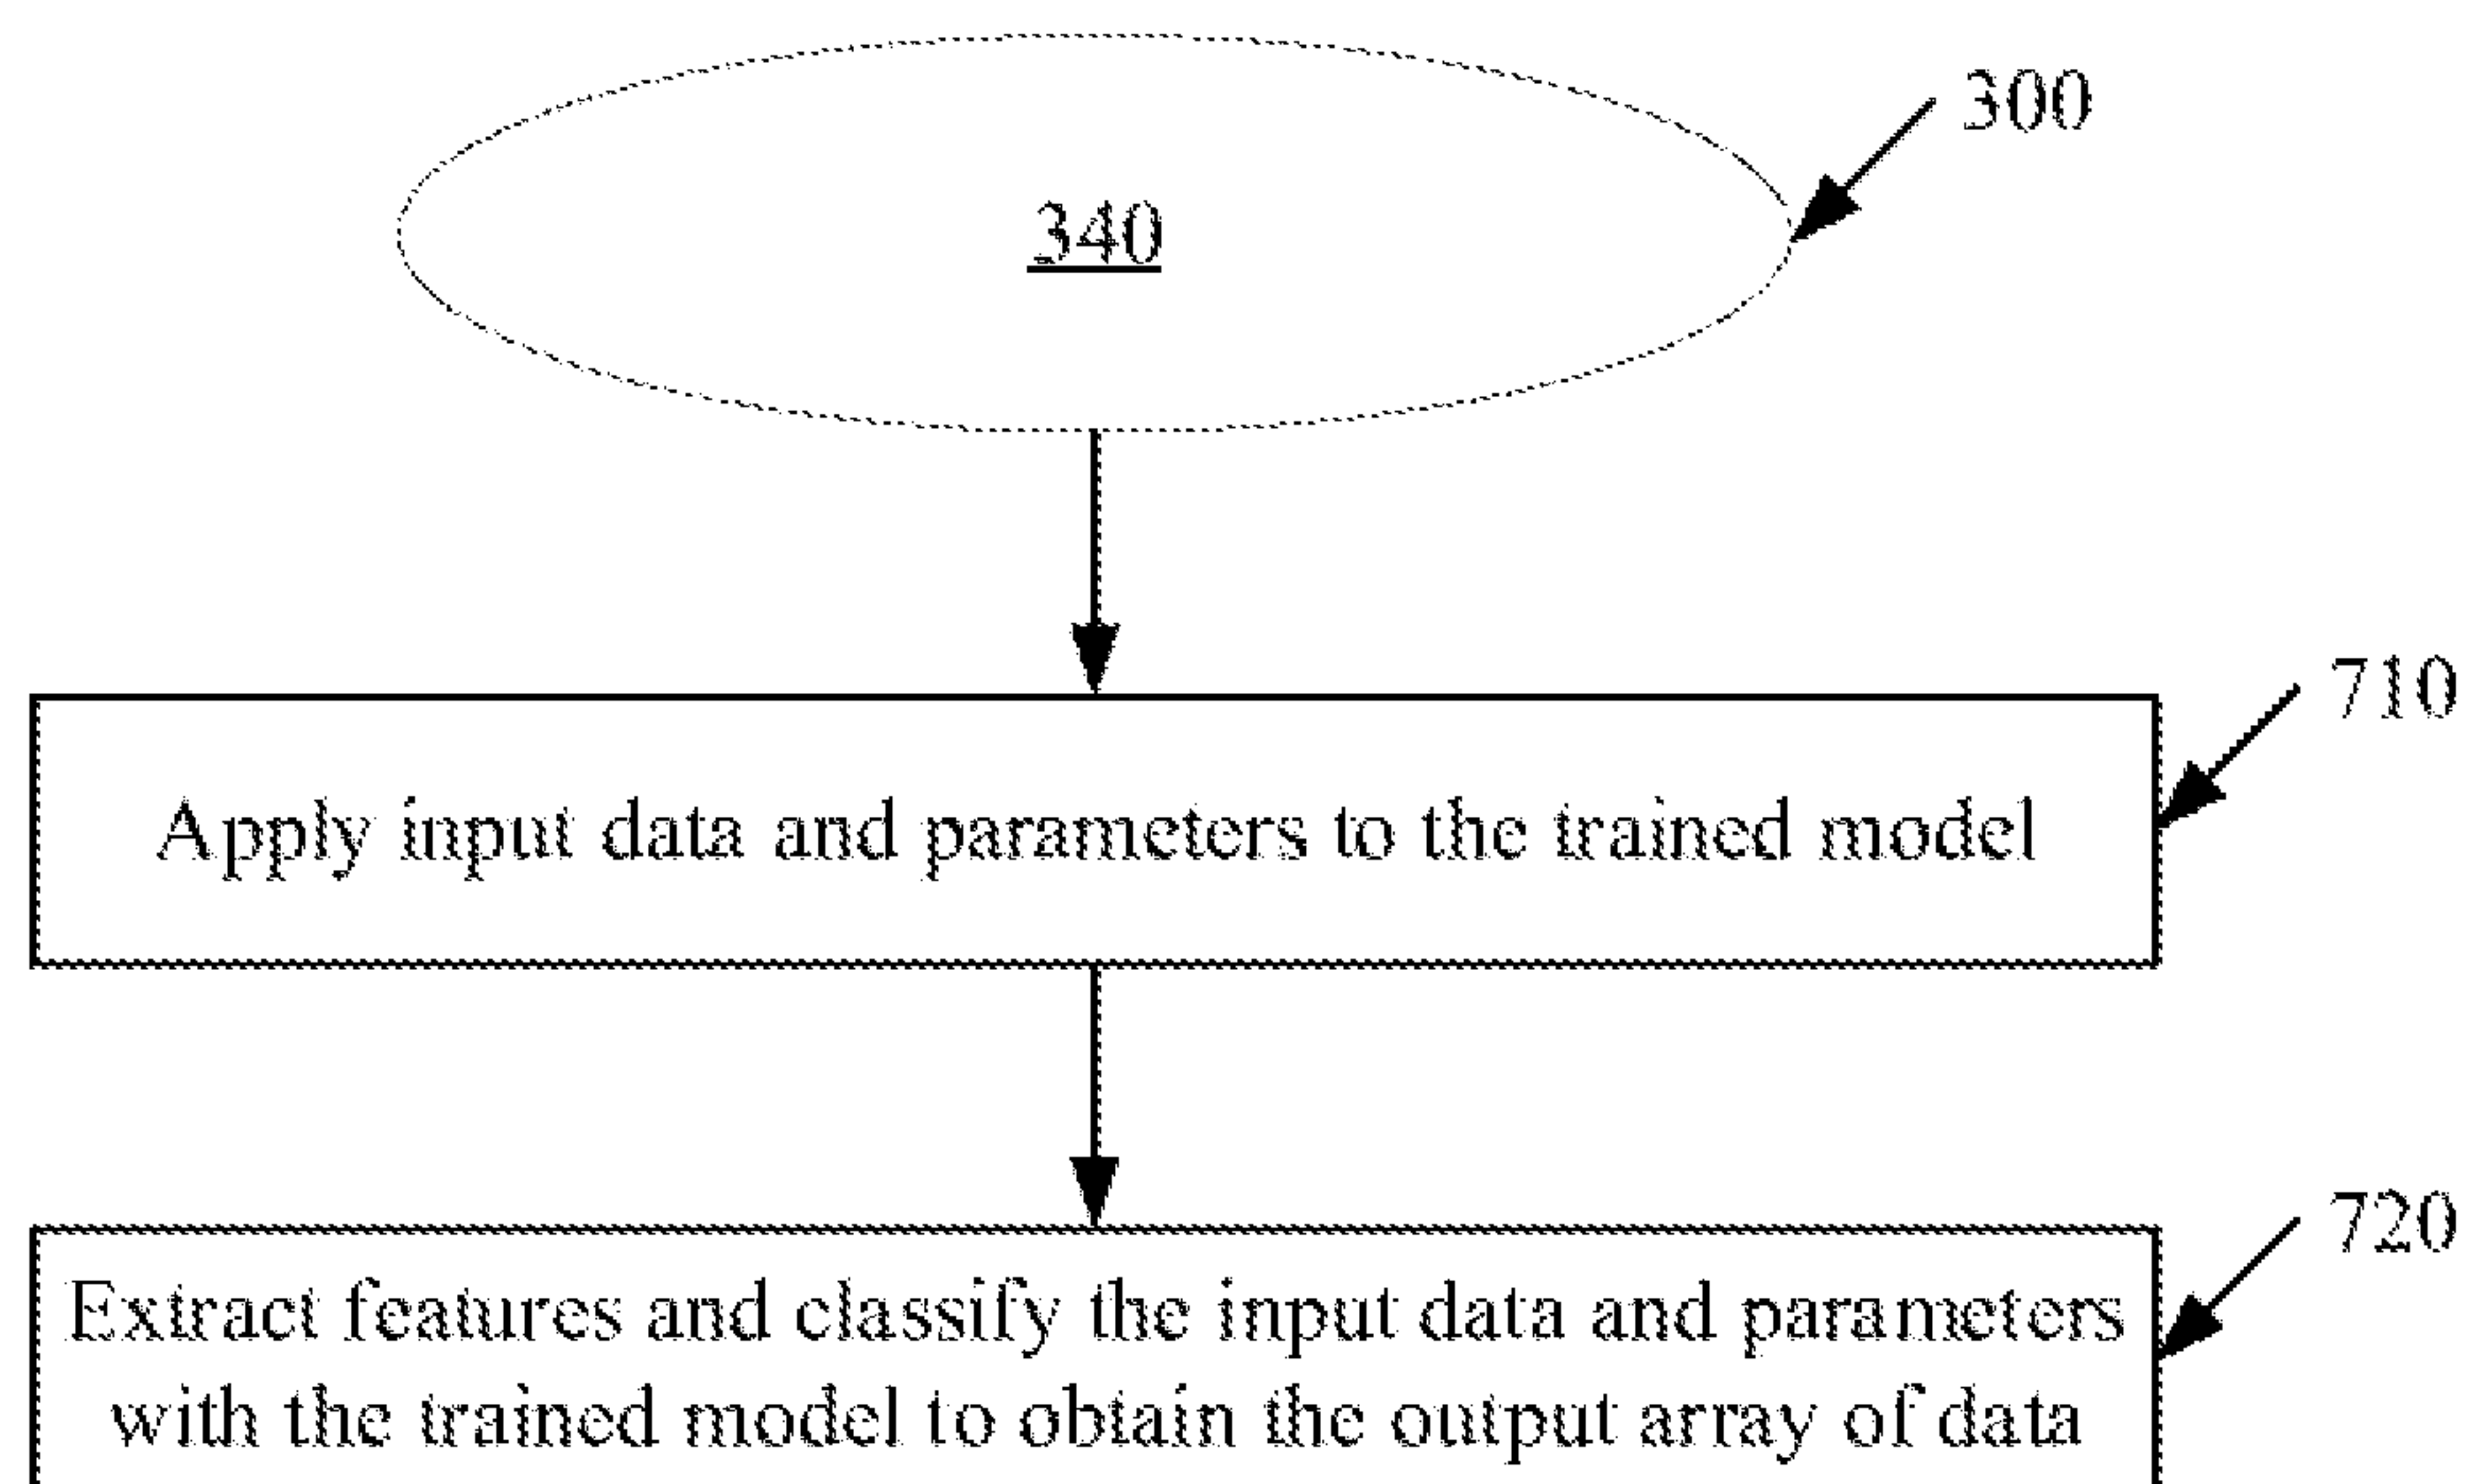 300
340
710
Apply input data and parameters to the trained model
720
Extract features and classify the input data and parameters
with the trained model to obtain the output array of data